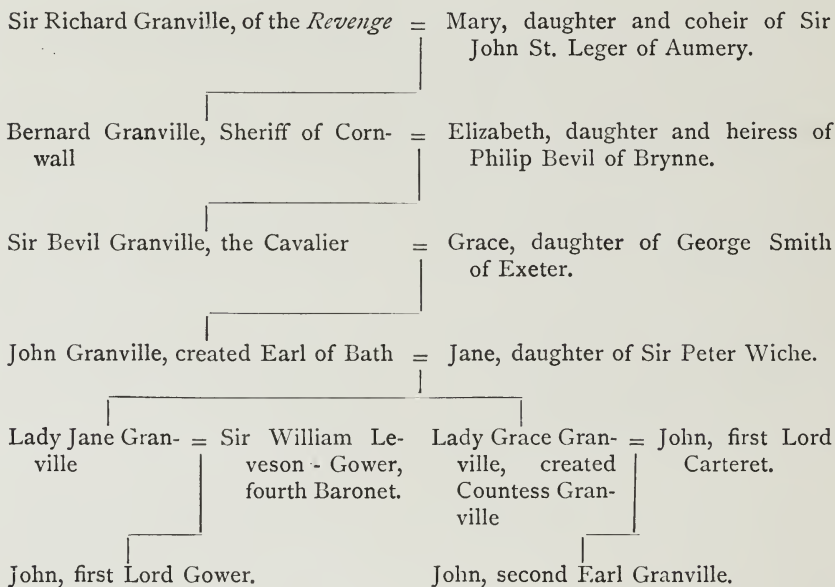 Sir Richard Granville, of the Revenge = Mary, daughter and coheir of Sir
John St. Leger of Aumery.
Bernard Granville, Sheriff of Corn- = Elizabeth, daughter and heiress of
wall Philip Bevil of Brynne.
Sir Bevil Granville, the Cavalier = Grace, daughter of George Smith
of Exeter.
John Granville, created Earl of Bath = Jane, daughter of Sir Peter Wiche.
Lady Jane Gran- = Sir William Le- Lady Grace Gran- = John, first Lord
ville veson-Gower, ville, created Carteret.
fourth Baronet. Countess Gran-
ville
John, first Lord Gower. John, second Earl Granville.